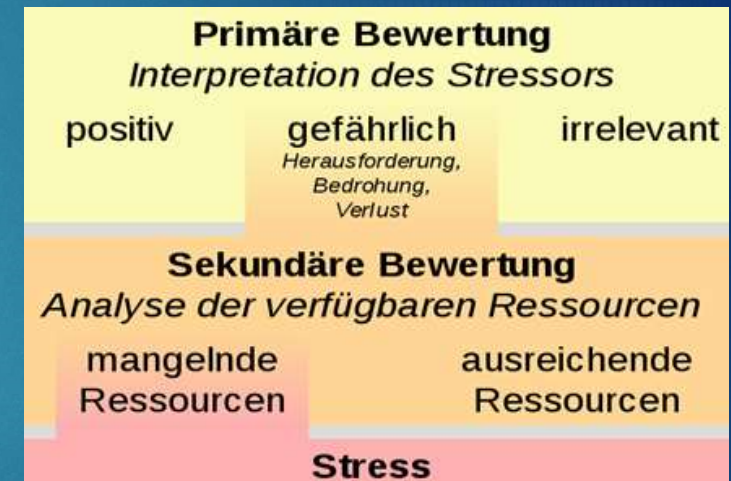 Primäre Bewertung
Interpretation des Stressors
positiv gefährlich irrelevant
Herausforderung,
Bedrohung,
Verlust
Sekundäre Bewertung
Analyse der verfügbaren Ressourcen
mangelnde ausreichende
Ressourcen Ressourcen
Stress